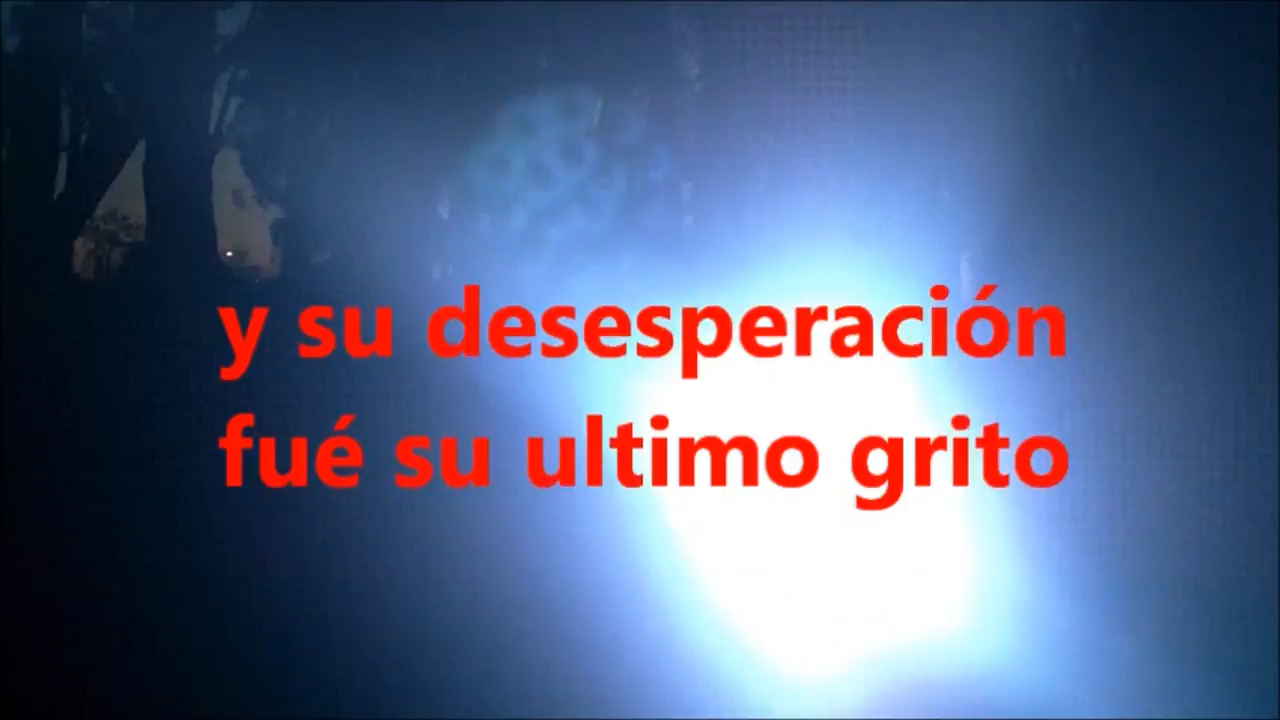 y su desesperación
fué su ultimo grito